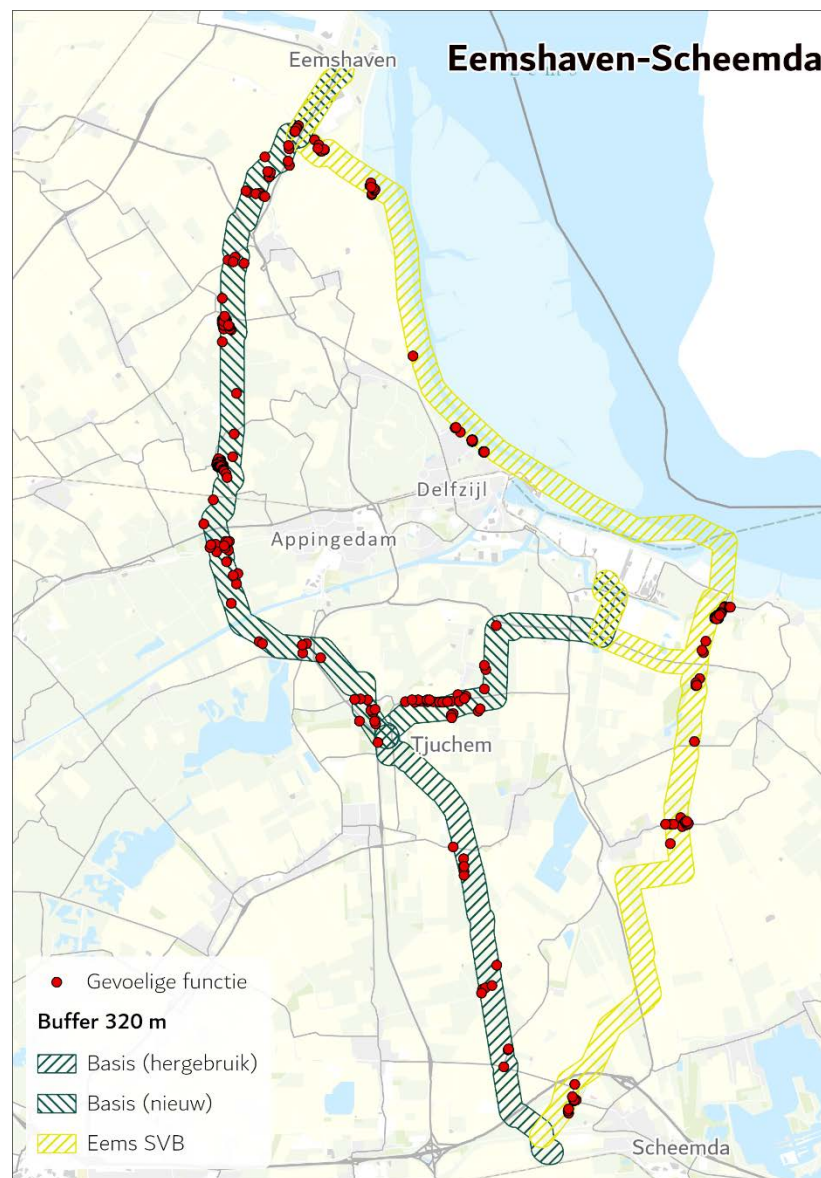 Eemshaven-Scheemda
Eemshaven
Delfzijl
Appingedam
Tjuchem
Scheemda
Gevoelige functie
Buffer 320 m
Basis (hergebruik)
Basis (nieuw)
Eems SVB